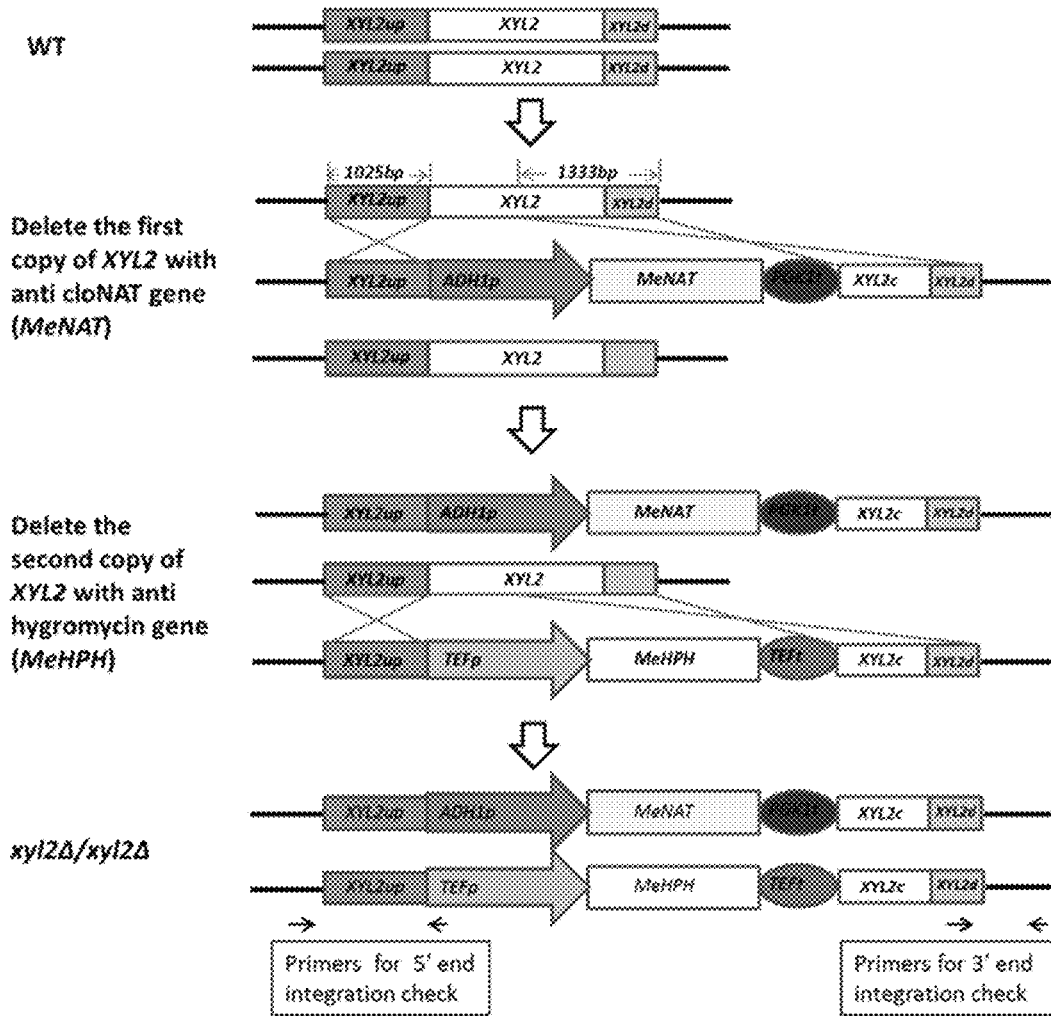 WT
XYL2up XYL2 XYL2d
XYL2up XYL2 XYL2d
1025bp 1333bp
XYL2up XYL2 XYL2d
Delete the first
copy of XYL2 with
anti cloNAT gene
(MeNAT)
XYL2up ADH1p MeNAT XYL2c XYL2d
XYL2up XYL2
Delete the
second copy of
XYL2 with anti
hygromycin gene
(MeHPH)
XYL2up ADH1p MeNAT XYL2c XYL2d
XYL2up XYL2
XYL2up TEFp MeHPH TEFt XYL2c XYL2d
xyl2Δ/xyl2Δ
XYL2up ADH1p MeNAT XYL2c XYL2d
XYL2up TEFp MeHPH TEFt XYL2c XYL2d
Primers for 5' end
integration check
Primers for 3' end
integration check